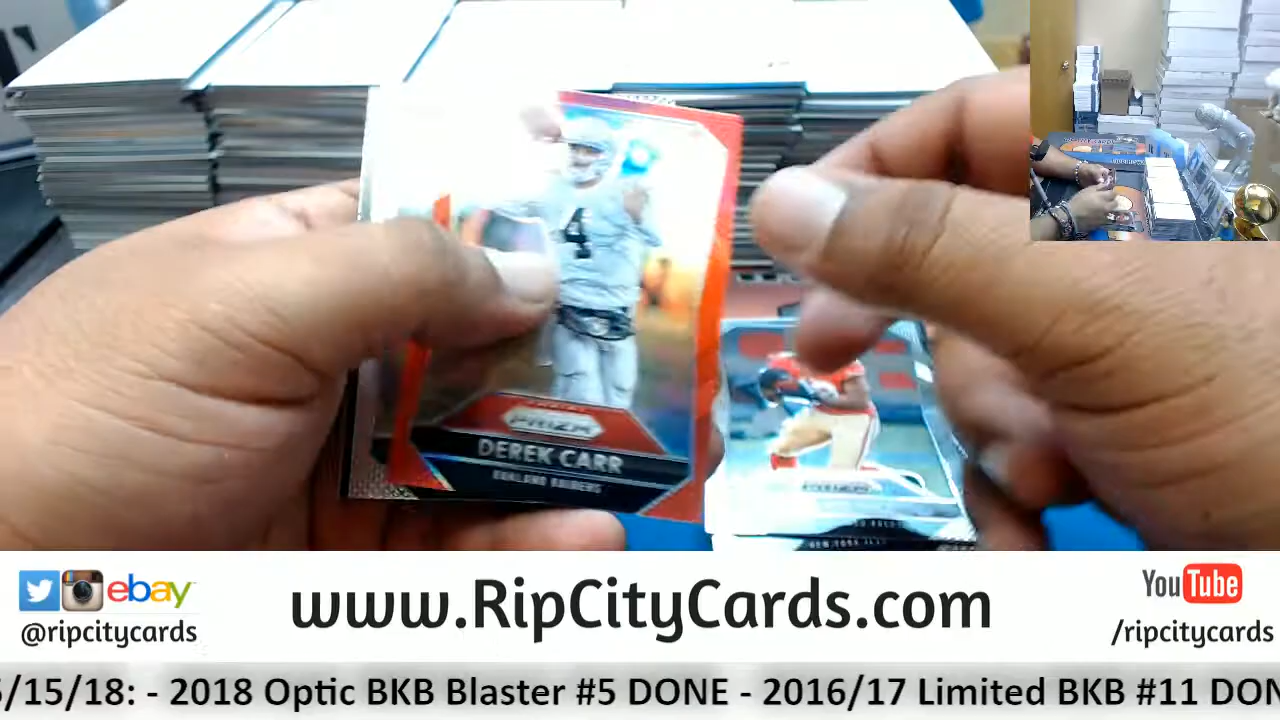 4
PRIZM
DEREK CARR
OAKLAND RAIDERS
ebay
@ripcitycards
www.RipCityCards.com
YouTube
/ripcitycards
5/15/18: - 2018 Optic BKB Blaster #5 DONE - 2016/17 Limited BKB #11 DON